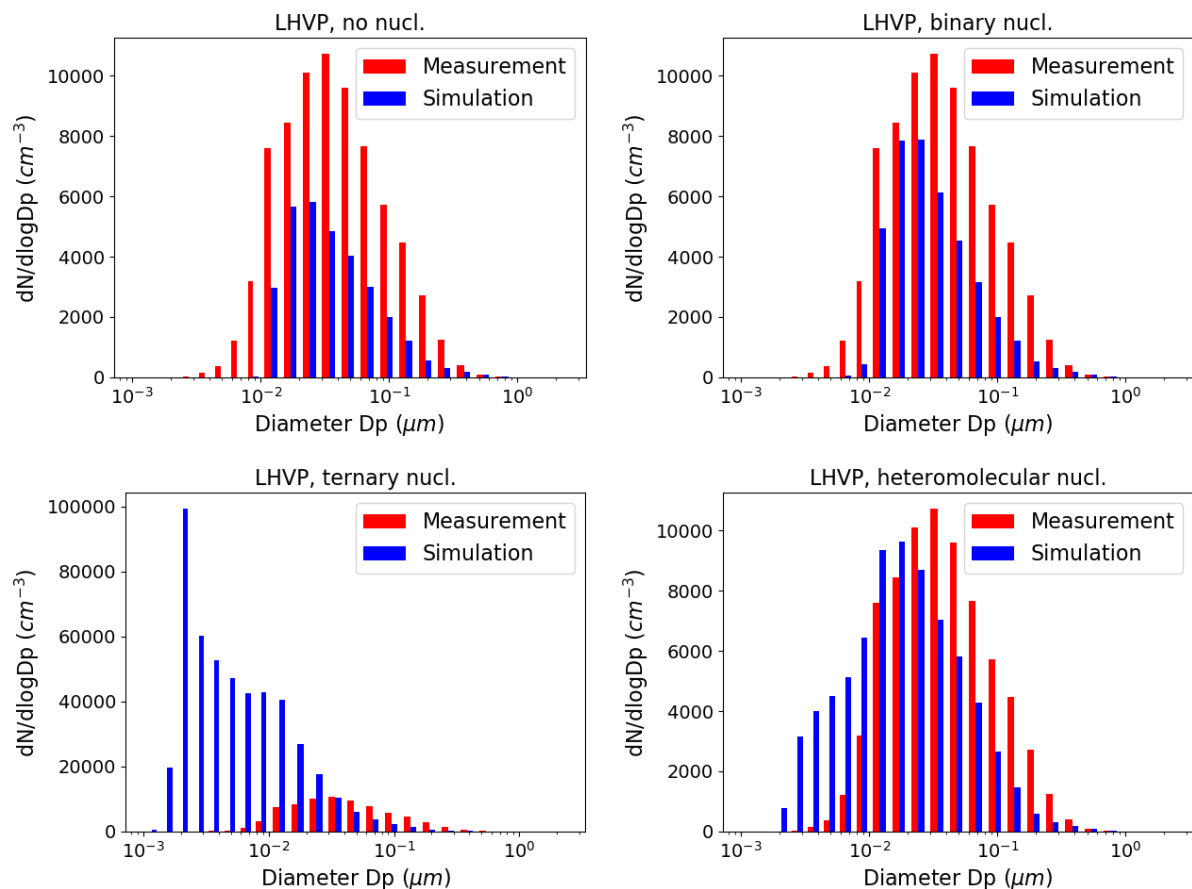 LHVP, no nucl.
10000
8000
6000
4000
2000
0
dN/dlogDp (cm⁻³)
Measurement
Simulation
10⁻³
10⁻²
10⁻¹
10⁰
Diameter Dp (μm)
LHVP, binary nucl.
10000
8000
6000
4000
2000
0
dN/dlogDp (cm⁻³)
Measurement
Simulation
10⁻³
10⁻²
10⁻¹
10⁰
Diameter Dp (μm)
LHVP, ternary nucl.
100000
80000
60000
40000
20000
0
dN/dlogDp (cm⁻³)
Measurement
Simulation
10⁻³
10⁻²
10⁻¹
10⁰
Diameter Dp (μm)
LHVP, heteromolecular nucl.
10000
8000
6000
4000
2000
0
dN/dlogDp (cm⁻³)
Measurement
Simulation
10⁻³
10⁻²
10⁻¹
10⁰
Diameter Dp (μm)